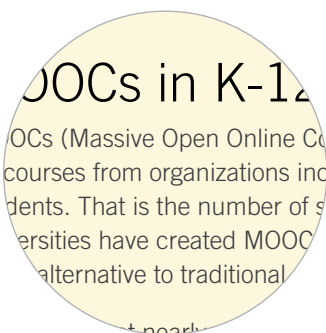 OOCs in K-12
OCs (Massive Open Online Co
courses from organizations inc
dents. That is the number of s
ersities have created MOOC
alternative to traditional
nearly